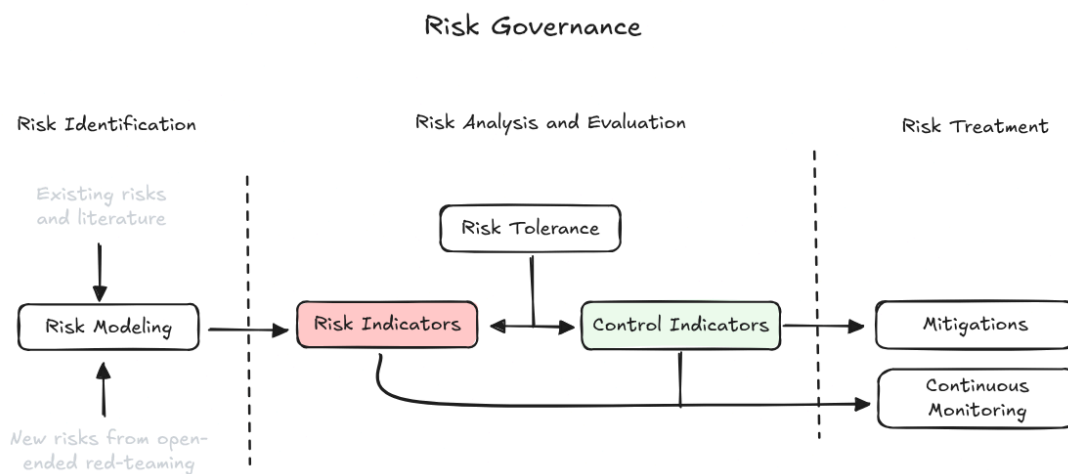 Risk Governance
Risk Identification
Risk Analysis and Evaluation
Risk Treatment
Existing risks
and literature
Risk Tolerance
Risk Modeling
Risk Indicators
Control Indicators
Mitigations
Continuous
Monitoring
New risks from open-
ended red-teaming